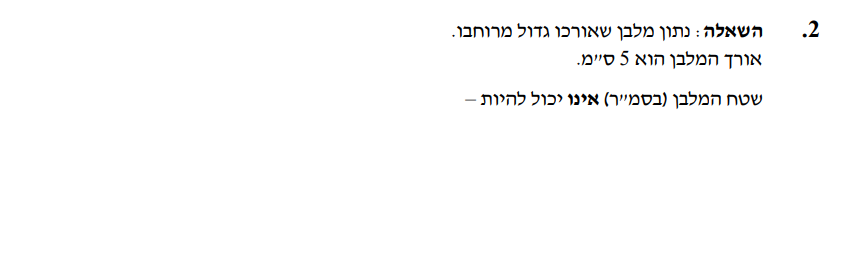 2. השאלה: נתון מלבן שאורכו גדול מרוחבו.
אורך המלבן הוא 5 ס״מ.
שטח המלבן (בסמ״ר) אינו יכול להיות –